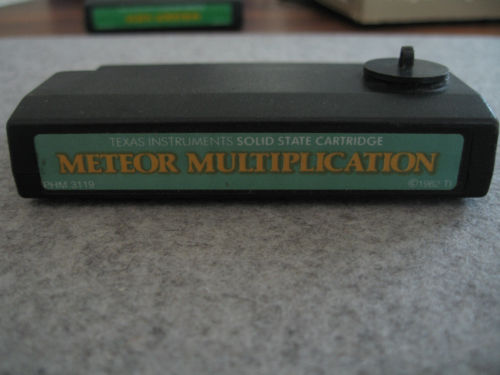 TEXAS INSTRUMENTS SOLID STATE CARTRIDGE
METEOR MULTIPLICATION
PHM 3119 ©1982 TI